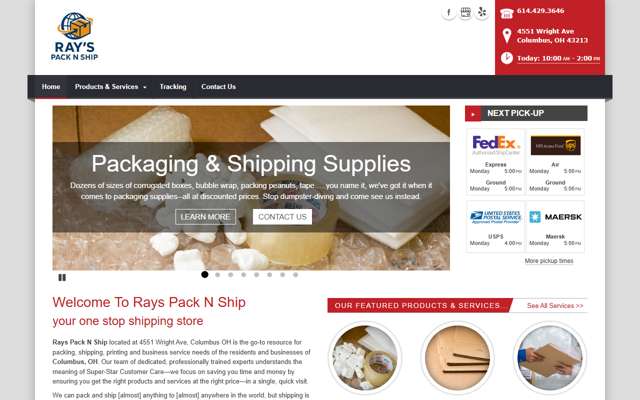 RAY'S
PACK N SHIP
614.429.3646
4551 Wright Ave
Columbus, OH 43213
Today: 10:00 AM - 2:00 PM
Home
Products & Services
Tracking
Contact Us
Packaging & Shipping Supplies
Dozens of sizes of corrugated boxes, bubble wrap, packing peanuts, tape.....you name it, we've got it when it
comes to packaging supplies--all at discounted prices. Stop dumpster-diving and come see us instead.
LEARN MORE
CONTACT US
NEXT PICK-UP
FedEx
Authorized ShipCenter
Express
Monday 5:00 PM
Ground
Monday 5:00 PM
ups
Air
Monday 5:00 PM
Ground
Monday 5:00 PM
UNITED STATES
POSTAL SERVICE
Approved Postal Provider
USPS
Monday 4:00 PM
MAERSK
Maersk
Monday 5:00 PM
More pickup times
Welcome To Rays Pack N Ship
your one stop shipping store
Rays Pack N Ship located at 4551 Wright Ave, Columbus OH is the go-to resource for
packing, shipping, printing and business service needs of the residents and businesses of
Columbus, OH. Our team of dedicated, professionally trained experts understands the
meaning of Super-Star Customer Care—we focus on saving you time and money by
ensuring you get the right products and services at the right price—in a single, quick visit.
We can pack and ship [almost] anything to [almost] anywhere in the world, but shipping is
OUR FEATURED PRODUCTS & SERVICES...
See All Services >>